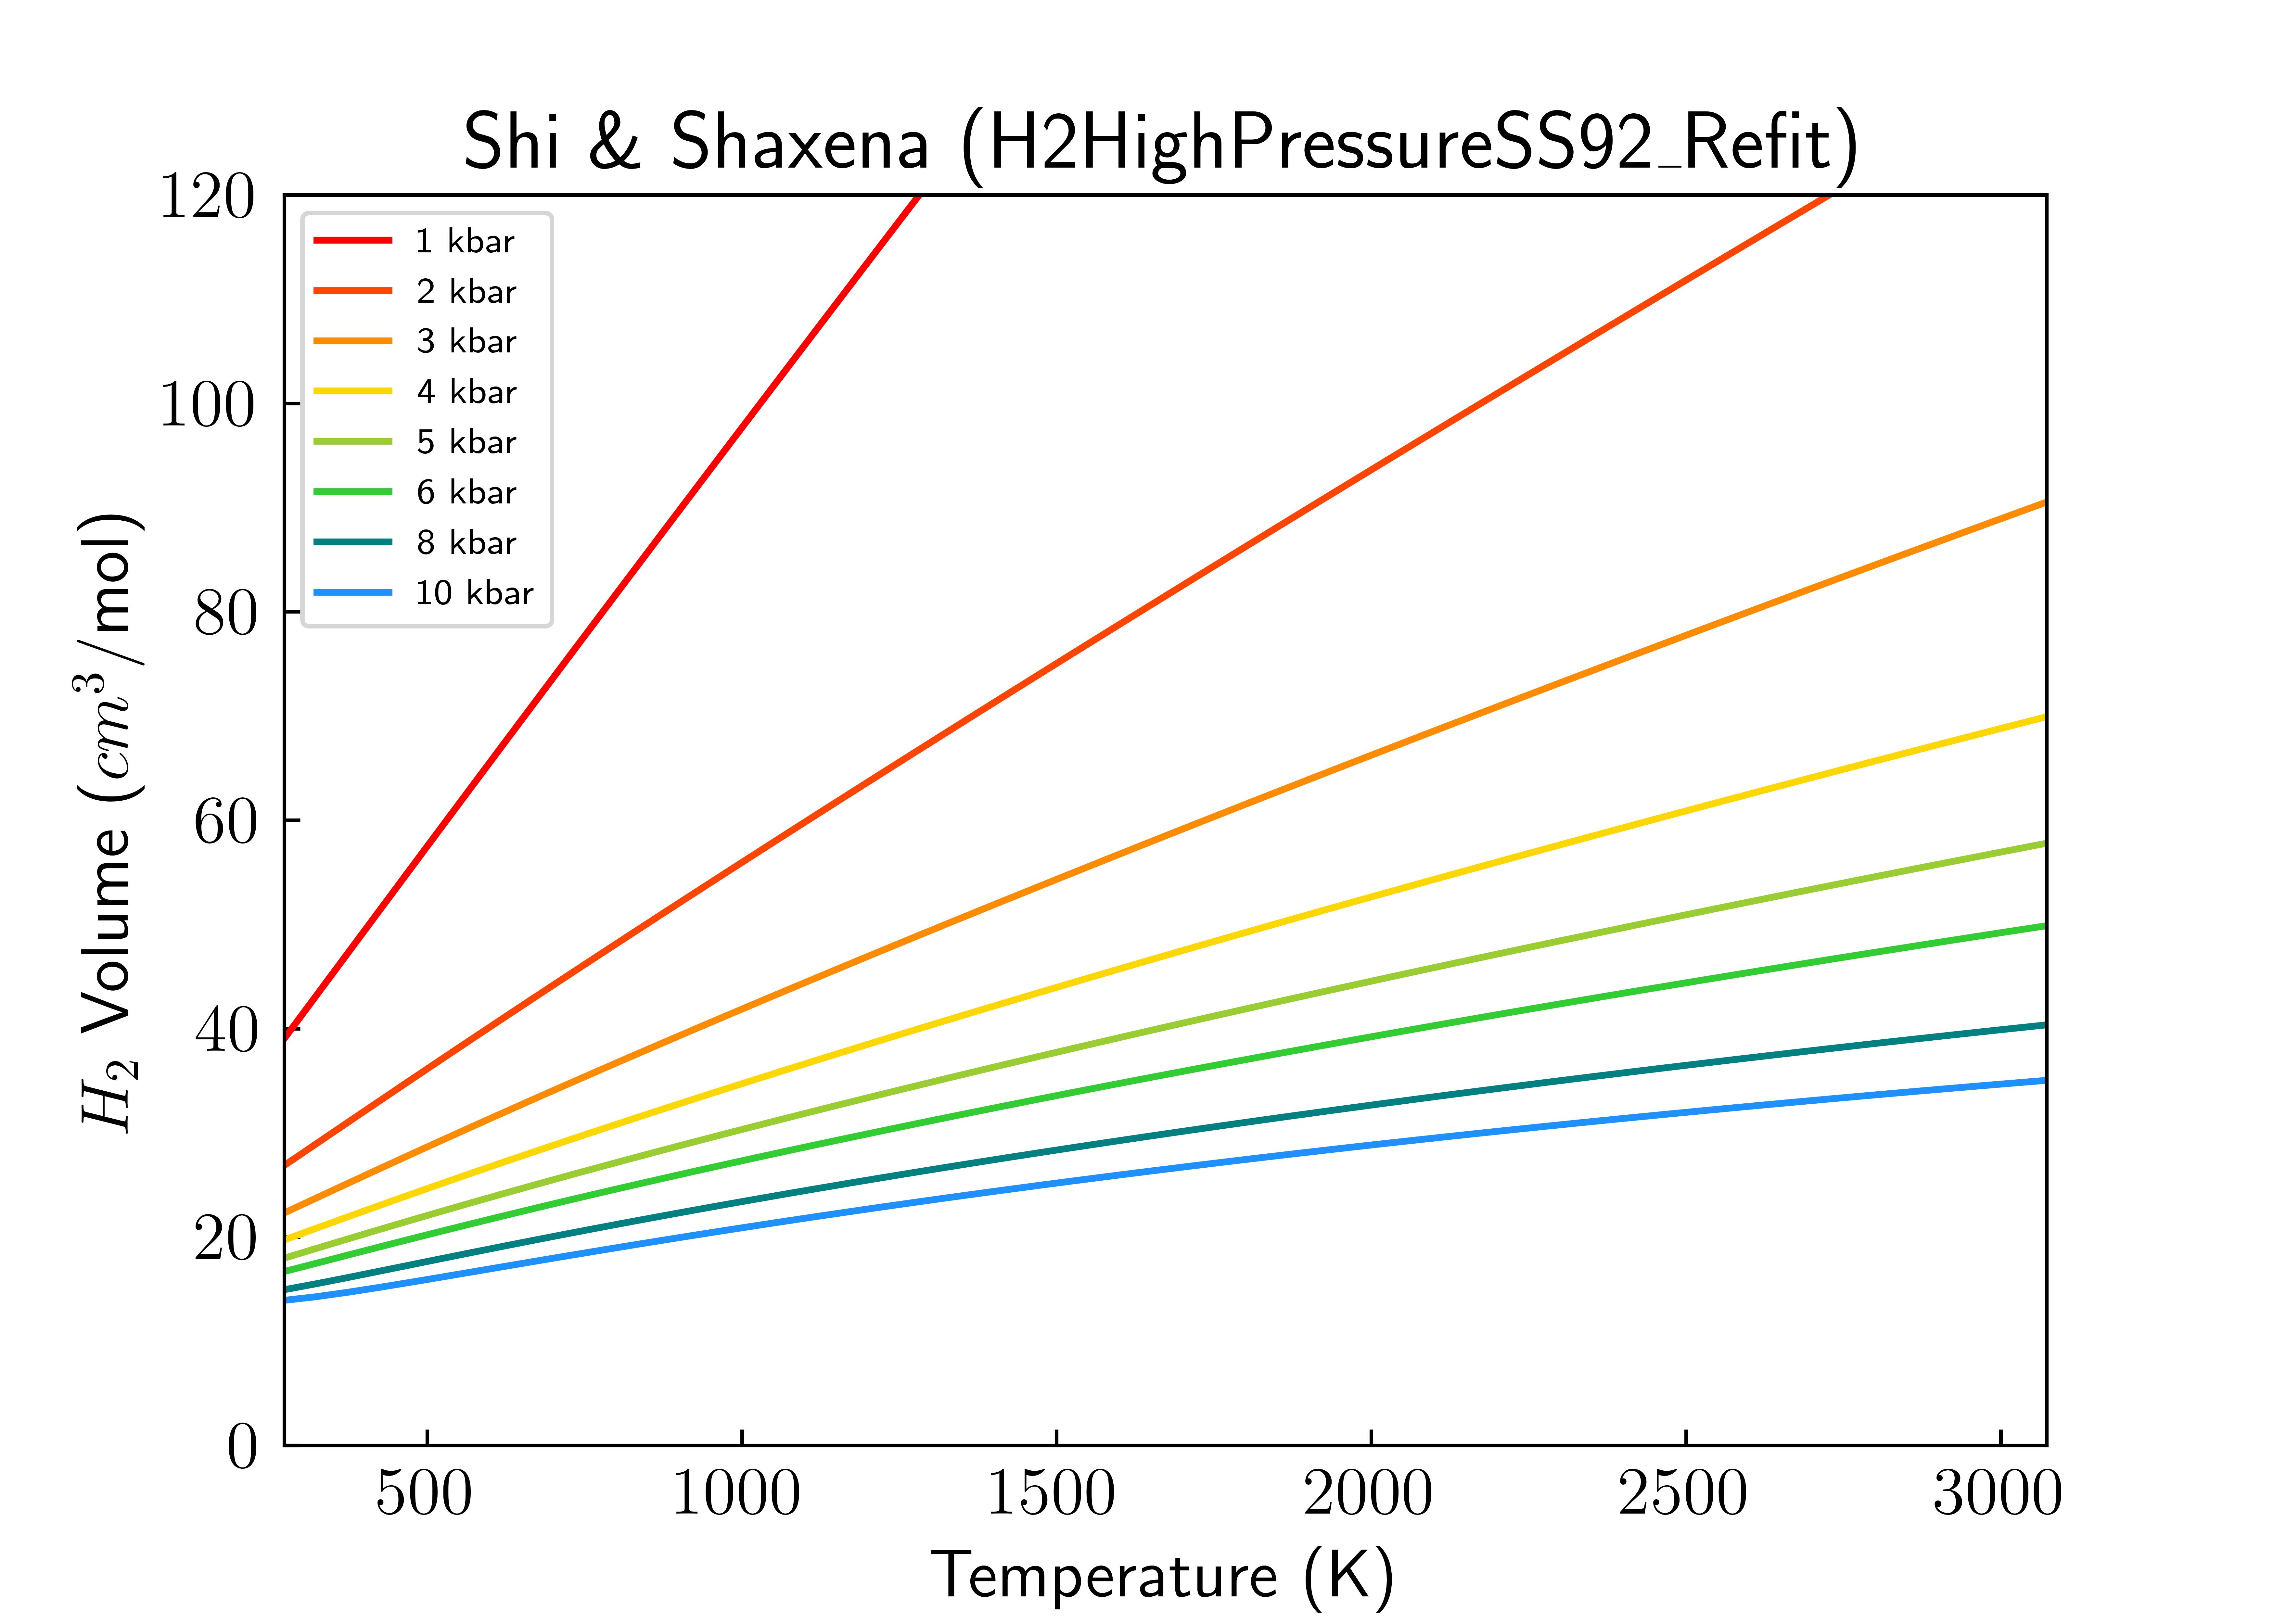 Shi & Shaxena (H2HighPressureSS92_Refit)
120
100
80
60
40
20
0
H₂ Volume (cm³/mol)
1 kbar
2 kbar
3 kbar
4 kbar
5 kbar
6 kbar
8 kbar
10 kbar
500 1000 1500 2000 2500 3000
Temperature (K)